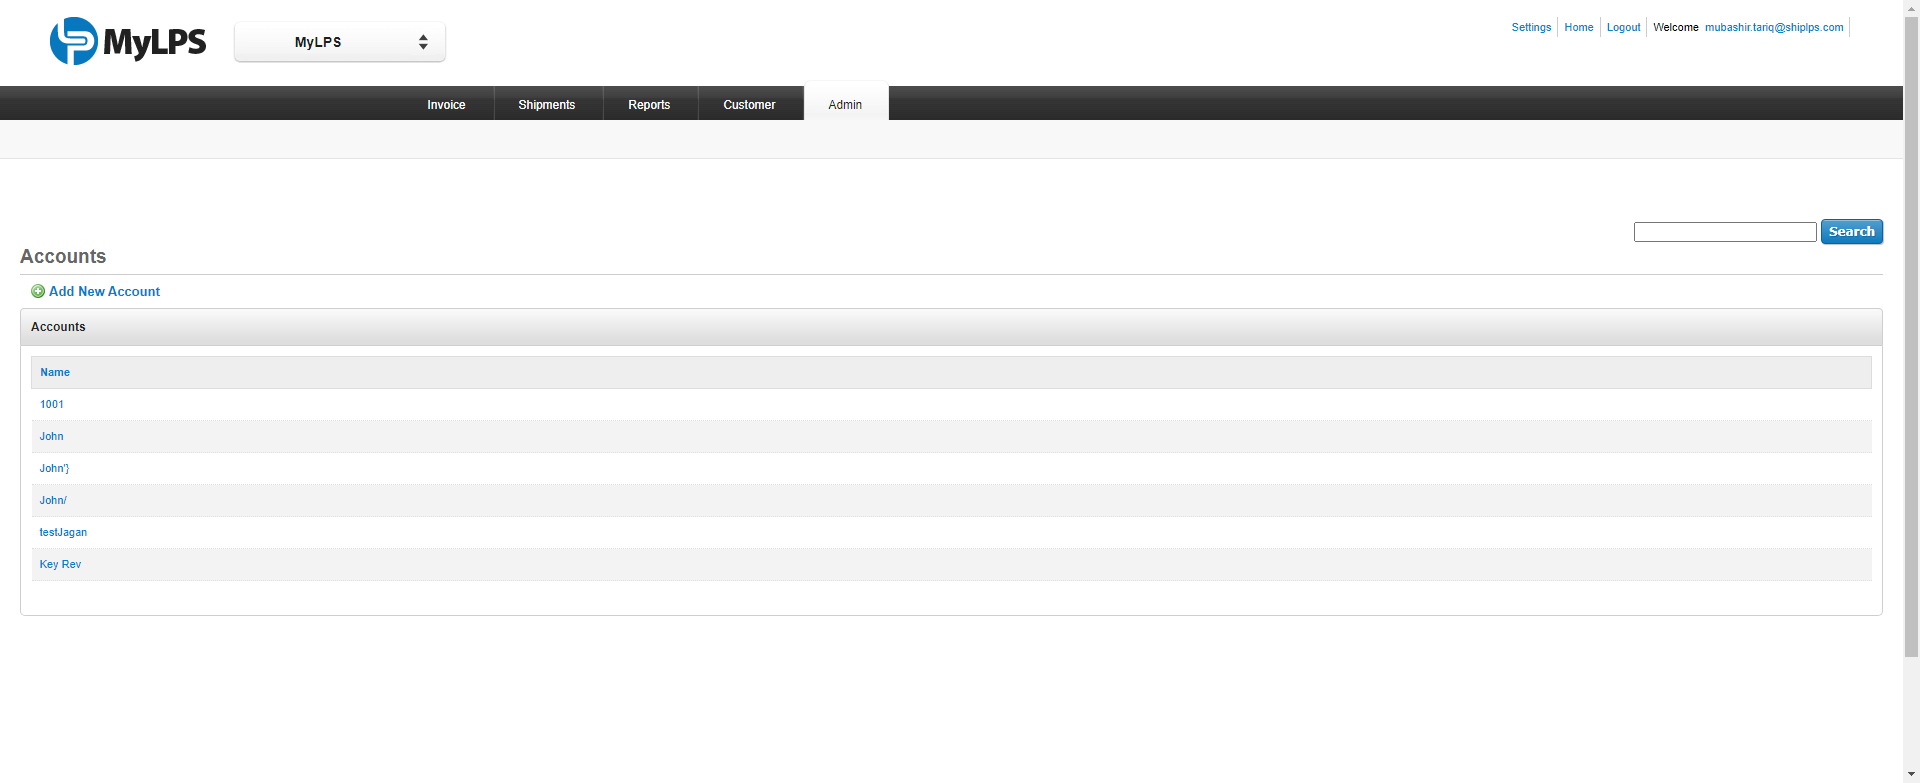 MyLPS
MyLPS
Settings Home Logout Welcome mubashir.tariq@shiplps.com
Invoice Shipments Reports Customer Admin
Search
Accounts
Add New Account
Accounts
Name
1001
John
John'}
John/
testJagan
Key Rev